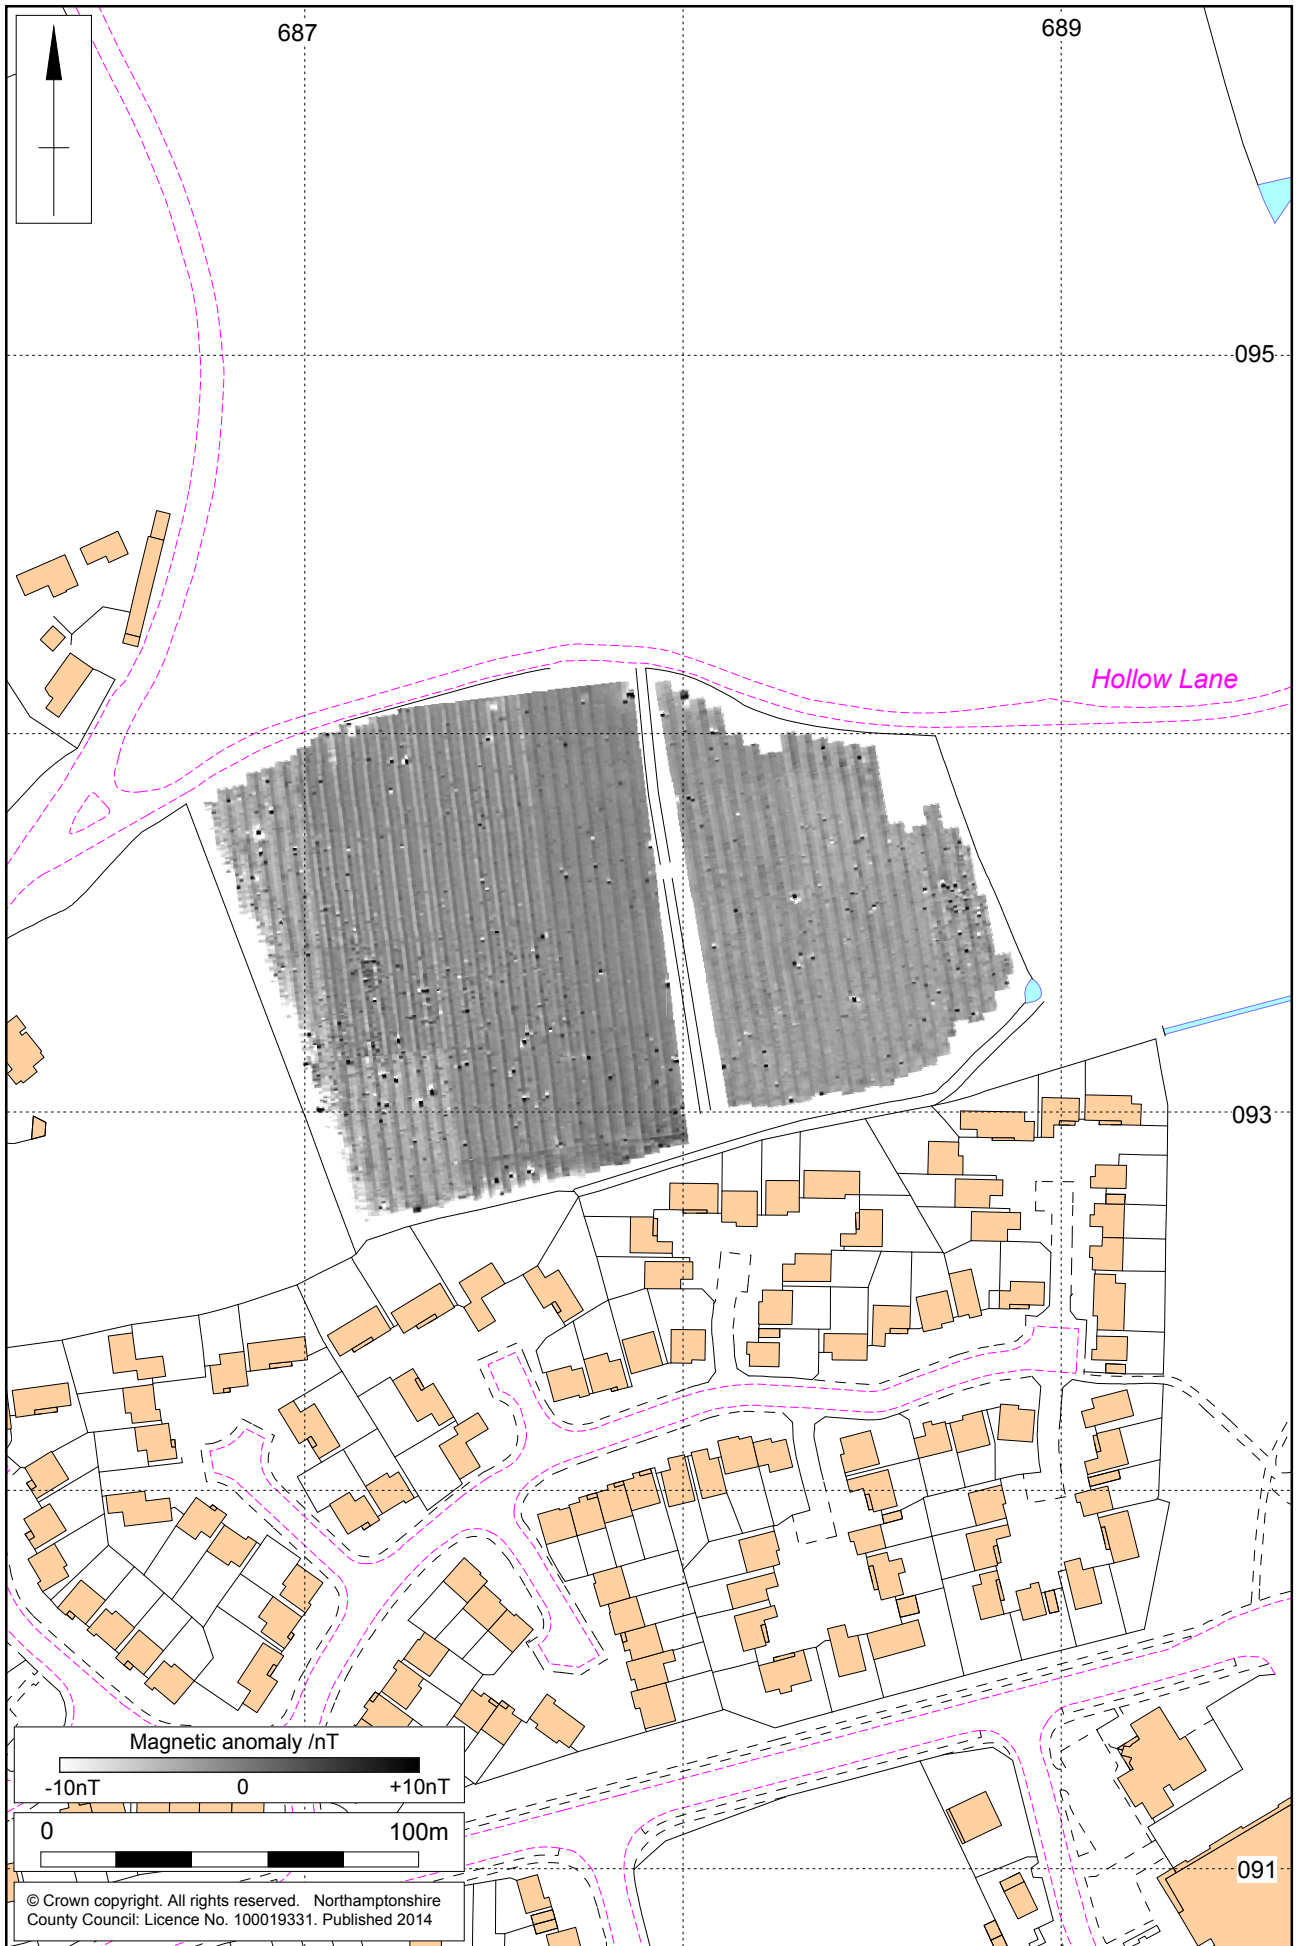 687
689
095
Hollow Lane
093
Magnetic anomaly /nT
-10nT 0 +10nT
0 100m
091
© Crown copyright. All rights reserved. Northamptonshire
County Council: Licence No. 100019331. Published 2014